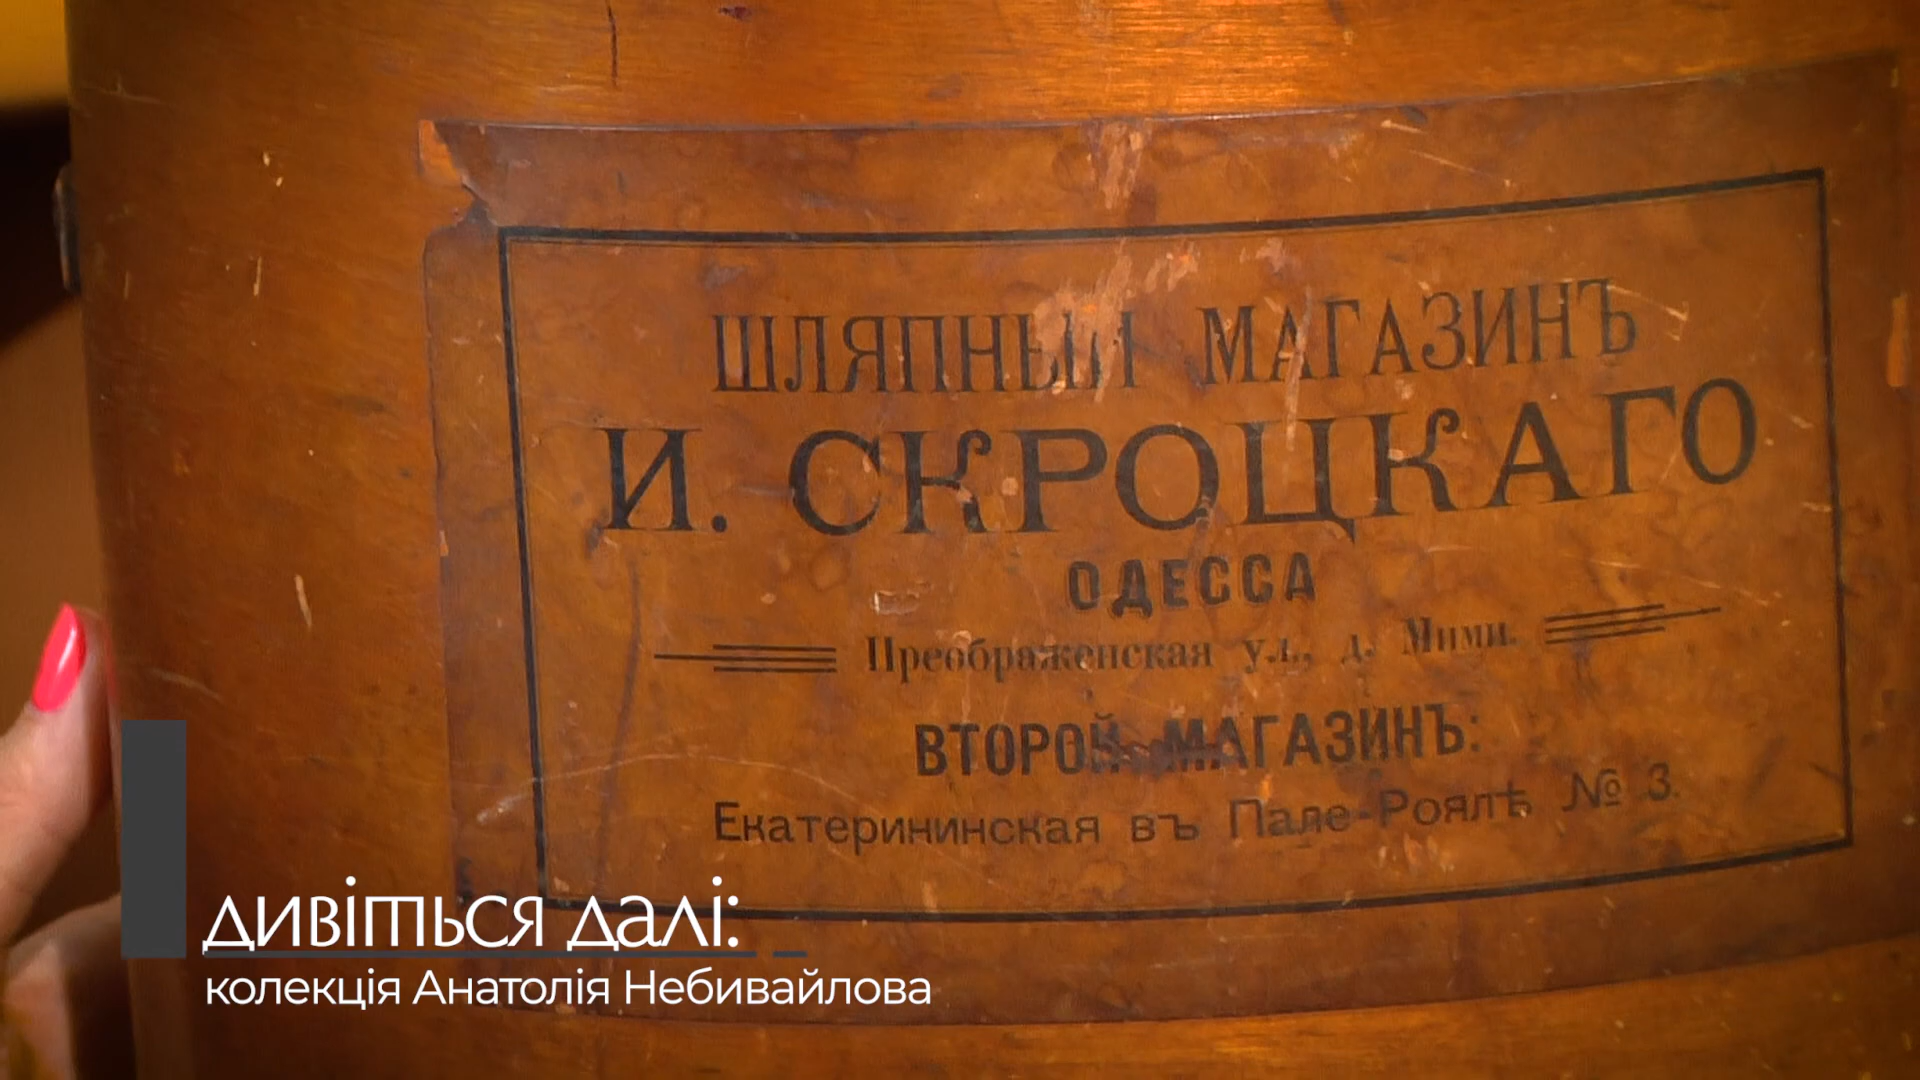 ШЛЯПНЫЙ МАГАЗИНЪ
И. СКРОЦКАГО
ОДЕССА
Преображенская ул., д. Мими.
ВТОРОЙ МАГАЗИНЪ:
Екатерининская въ Пале-Роялѣ № 3.
дивіться далі:
колекція Анатолія Небивайлова